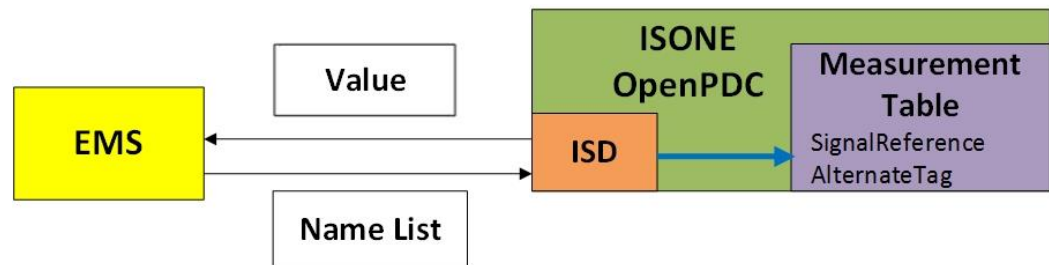 EMS
Value
Name List
ISONE
OpenPDC
ISD
Measurement
Table
SignalReference
AlternateTag